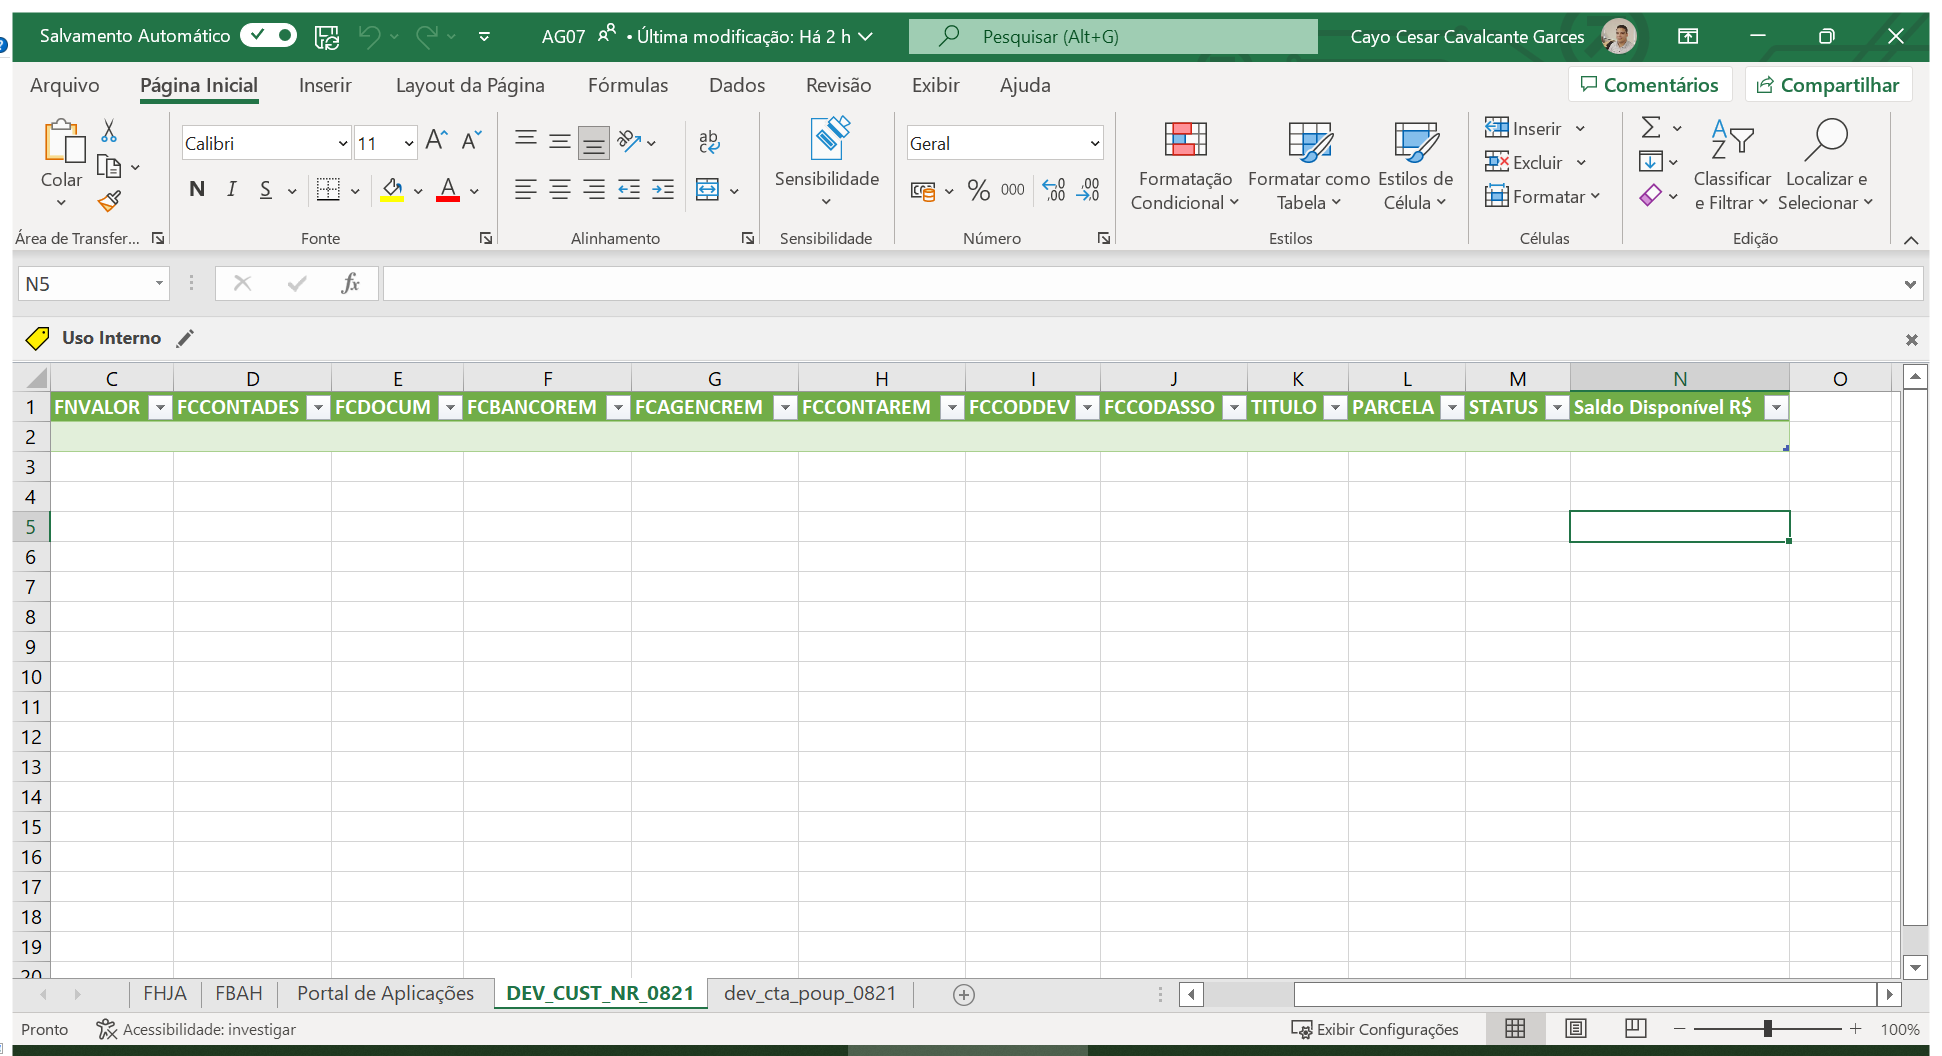 Salvamento Automático AG07 • Última modificação: Há 2 h Pesquisar (Alt+G) Cayo Cesar Cavalcante Garces
Arquivo Página Inicial Inserir Layout da Página Fórmulas Dados Revisão Exibir Ajuda Comentários Compartilhar
Colar
Área de Transfer...
Calibri 11
N I S
Fonte
ab
Alinhamento
Sensibilidade
Sensibilidade
Geral
% 000 ,00 ,00
Número
Formatação Condicional
Formatar como Tabela
Estilos de Célula
Estilos
Inserir
Excluir
Formatar
Células
Classificar e Filtrar
Localizar e Selecionar
Edição
N5 fx
Uso Interno
C D E F G H I J K L M N O
1 FNVALOR FCCONTADES FCDOCUM FCBANCOREM FCAGENCREM FCCONTAREM FCCODDEV FCCODASSO TITULO PARCELA STATUS Saldo Disponível R$
2
3
4
5
6
7
8
9
10
11
12
13
14
15
16
17
18
19
20
FHJA FBAH Portal de Aplicações DEV_CUST_NR_0821 dev_cta_poup_0821
Pronto Acessibilidade: investigar Exibir Configurações 100%